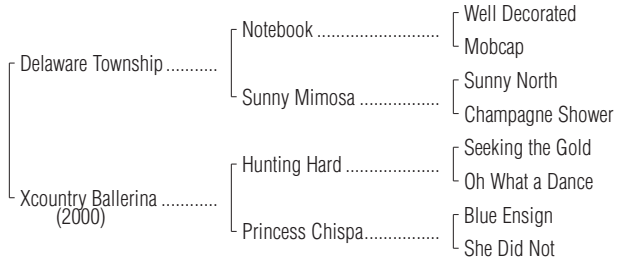 Well Decorated
Notebook ..........................
Mobcap
Delaware Township ...........
Sunny North
Sunny Mimosa .................
Champagne Shower
Seeking the Gold
Hunting Hard ....................
Oh What a Dance
Xcountry Ballerina ............
(2000)
Blue Ensign
Princess Chispa................
She Did Not